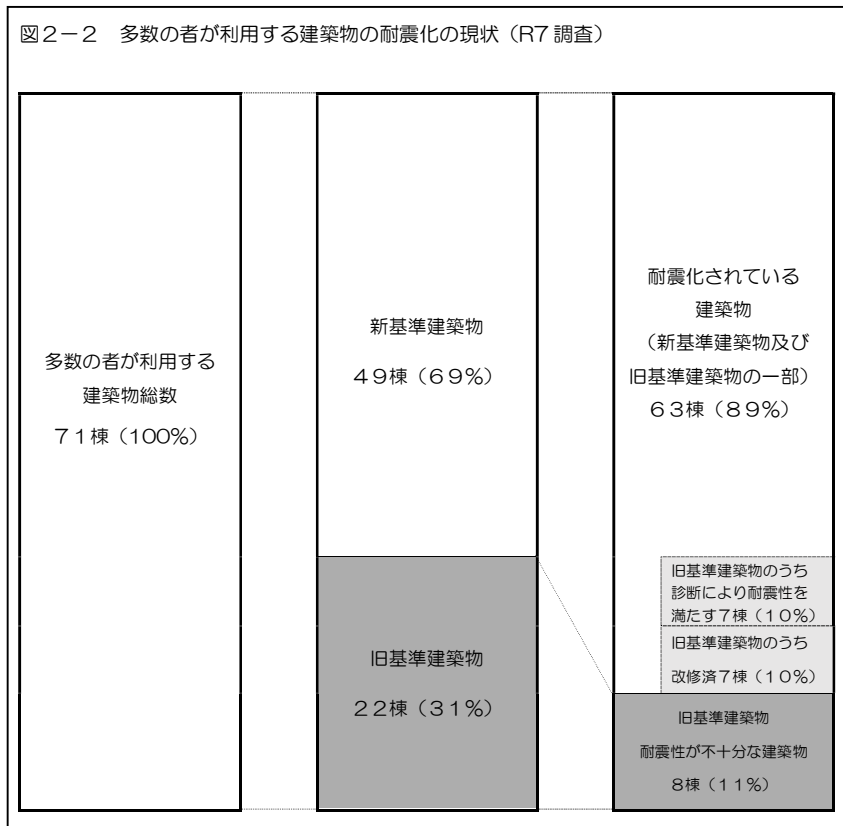 図2-2 多数の者が利用する建築物の耐震化の現状(R7調査)
多数の者が利用する
建築物総数
71棟(100%)
新基準建築物
49棟(69%)
旧基準建築物
22棟(31%)
耐震化されている
建築物
(新基準建築物及び
旧基準建築物の一部)
63棟(89%)
旧基準建築物のうち
診断により耐震性を
満たす7棟(10%)
旧基準建築物のうち
改修済7棟(10%)
旧基準建築物
耐震性が不十分な建築物
8棟(11%)